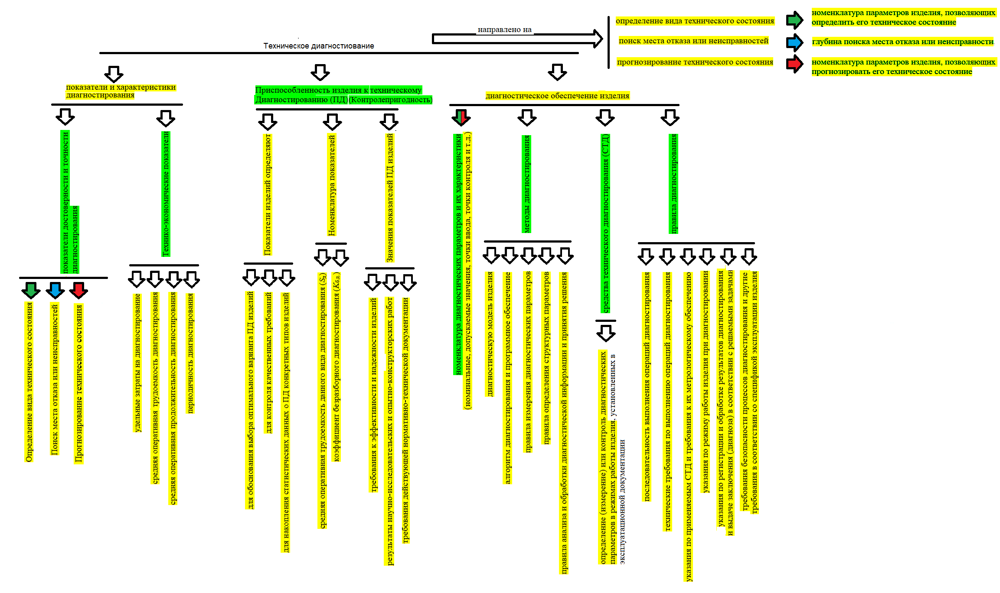 направлено на
Техническое диагностиование
определение вида технического состояния
поиск места отказа или неисправностей
прогнозирование технического состояния
номенклатура параметров изделия, позволяющих
определить его техническое состояние
глубина поиска места отказа или неисправности
номенклатура параметров изделия, позволяющих
прогнозировать его техническое состояние
показатели и характеристики
диагностирования
Приспособленность изделия к техническому
Диагностированию (ПД) (Контролепригодность)
диагностическое обеспечение изделия
показатели достоверности и точности
диагностирования
Технико-экономические показатели
Показатели изделий определяют
Номенклатура показателей
Значения показателей ПД изделий
номенклатура диагностических параметров и их характеристики
(номинальные, допускаемые значения, точки ввода, точки контроля и т.д.)
методы диагностирования
средства технического диагностирования (СТД)
правила диагностирования
Определение вида технического состояния
Поиск места отказа или неисправностей
Прогнозирование технического состояния
удельные затраты на диагностирование
средняя оперативная трудоемкость диагностирования
средняя оперативная продолжительность диагностирования
периодичность диагностирования
для обоснования выбора оптимального варианта ПД изделий
для контроля качественных требований
для накопления статистических данных о ПД конкретных типов изделий
средняя оперативная трудоемкость данного вида диагностирования (Sд)
коэффициент безразборного диагностирования (Kб.д.)
требования к эффективности и надежности изделий
результаты научно-исследовательских и опытно-конструкторских работ
требования действующей нормативно-технической документации
диагностическую модель изделия
алгоритм диагностирования и программное обеспечение
правила измерения диагностических параметров
правила определения структурных параметров
правила анализа и обработки диагностической информации и принятия решения
определение (измерение) или контроль диагностических
параметров в режимах работы изделия, установленных в
эксплуатационной документации
последовательность выполнения операций диагностирования
технические требования по выполнению операций диагностирования
указания по применяемым СТД и требования к их метрологическому обеспечению
указания по режиму работы изделия при диагностировании
указания по регистрации и обработке результатов диагностирования
и выдаче заключения (диагноза) в соответствии с решаемыми задачами
требования безопасности процессов диагностирования и другие
требования в соответствии со спецификой эксплуатации изделия